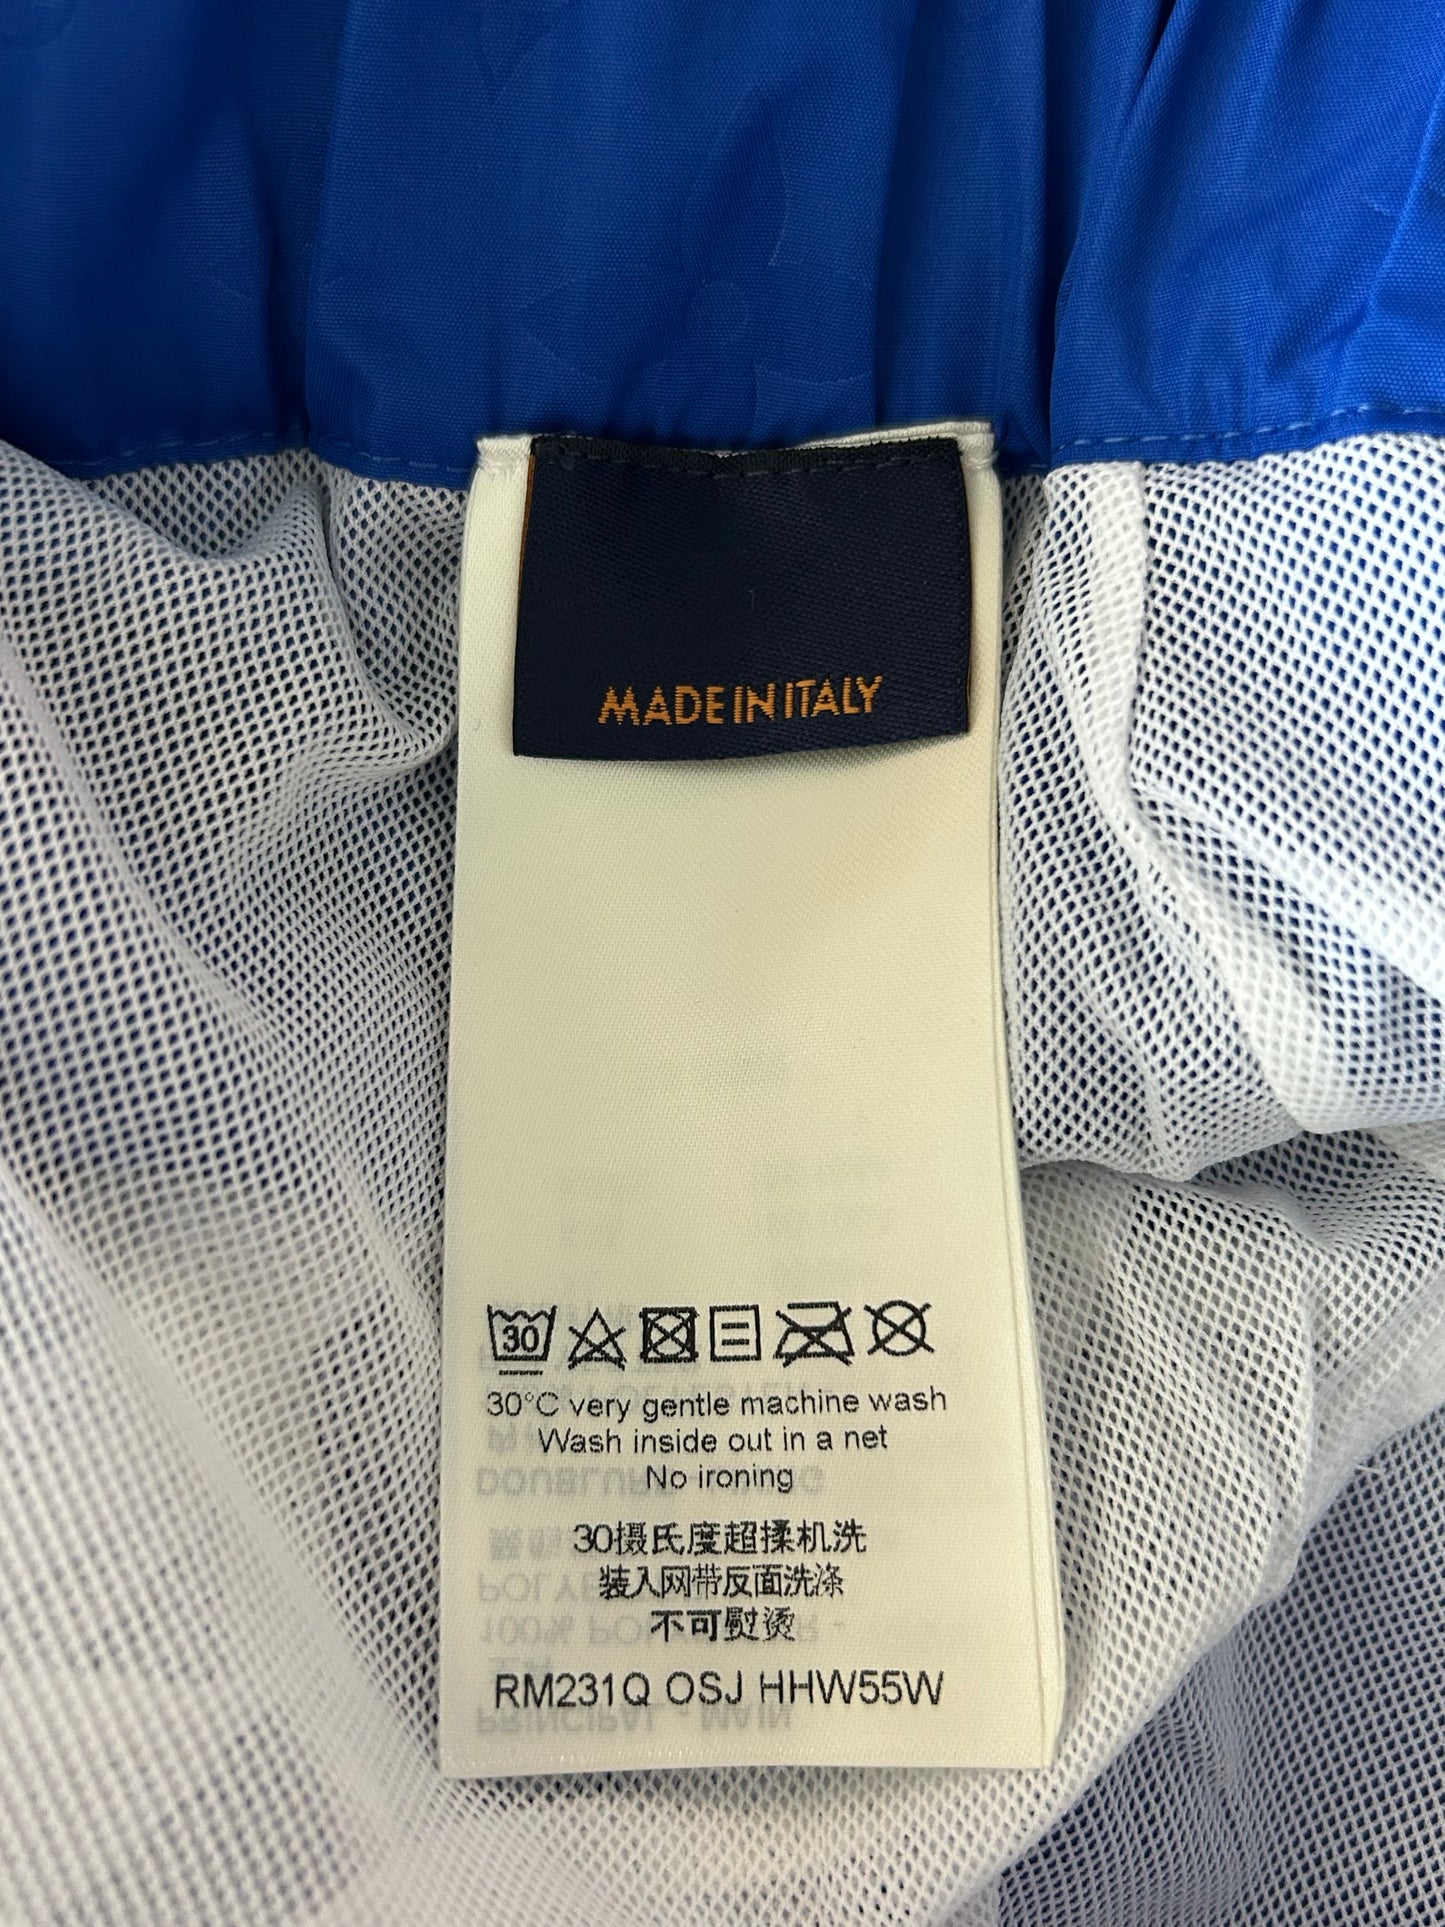 MADE IN ITALY
30
30°C very gentle machine wash
Wash inside out in a net
No ironing
30摄氏度超揉机洗
装入网带反面洗涤
不可熨烫
RM231Q OSJ HHW55W